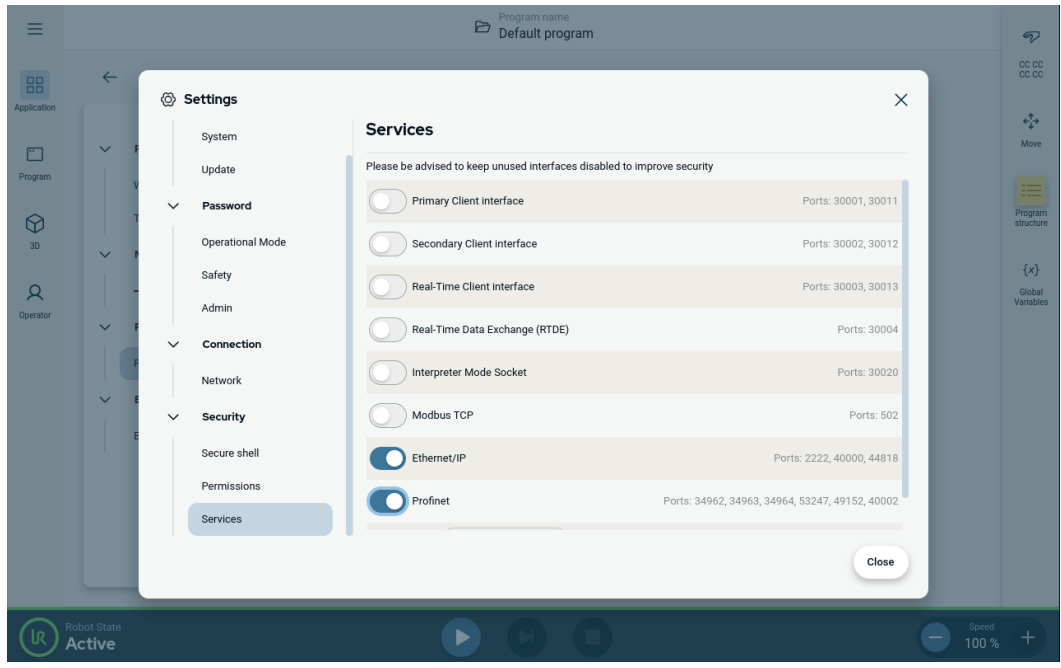 Program name
Default program
Application
Program
3D
Operator
CC CC
CC CC
Move
Program
structure
{x}
Global
Variables
Settings
System
Update
Password
Operational Mode
Safety
Admin
Connection
Network
Security
Secure shell
Permissions
Services
Services
Please be advised to keep unused interfaces disabled to improve security
Primary Client interface Ports: 30001, 30011
Secondary Client interface Ports: 30002, 30012
Real-Time Client interface Ports: 30003, 30013
Real-Time Data Exchange (RTDE) Ports: 30004
Interpreter Mode Socket Ports: 30020
Modbus TCP Ports: 502
Ethernet/IP Ports: 2222, 40000, 44818
Profinet Ports: 34962, 34963, 34964, 53247, 49152, 40002
Close
Robot State
Active
Speed
100 %